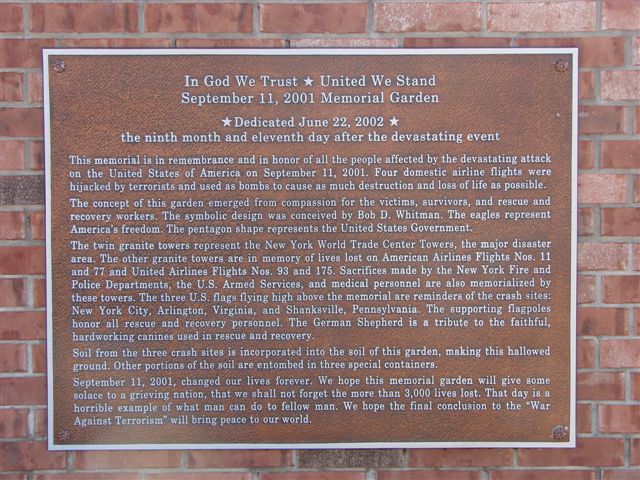 In God We Trust ★ United We Stand
September 11, 2001 Memorial Garden
★Dedicated June 22, 2002 ★
the ninth month and eleventh day after the devastating event
This memorial is in remembrance and in honor of all the people affected by the devastating attack
on the United States of America on September 11, 2001. Four domestic airline flights were
hijacked by terrorists and used as bombs to cause as much destruction and loss of life as possible.
The concept of this garden emerged from compassion for the victims, survivors, and rescue and
recovery workers. The symbolic design was conceived by Bob D. Whitman. The eagles represent
America's freedom. The pentagon shape represents the United States Government.
The twin granite towers represent the New York World Trade Center Towers, the major disaster
area. The other granite towers are in memory of lives lost on American Airlines Flights Nos. 11
and 77 and United Airlines Flights Nos. 93 and 175. Sacrifices made by the New York Fire and
Police Departments, the U.S. Armed Services, and medical personnel are also memorialized by
these towers. The three U.S. flags flying high above the memorial are reminders of the crash sites:
New York City, Arlington, Virginia, and Shanksville, Pennsylvania. The supporting flagpoles
honor all rescue and recovery personnel. The German Shepherd is a tribute to the faithful,
hardworking canines used in rescue and recovery.
Soil from the three crash sites is incorporated into the soil of this garden, making this hallowed
ground. Other portions of the soil are entombed in three special containers.
September 11, 2001, changed our lives forever. We hope this memorial garden will give some
solace to a grieving nation, that we shall not forget the more than 3,000 lives lost. That day is a
horrible example of what man can do to fellow man. We hope the final conclusion to the “War
Against Terrorism” will bring peace to our world.